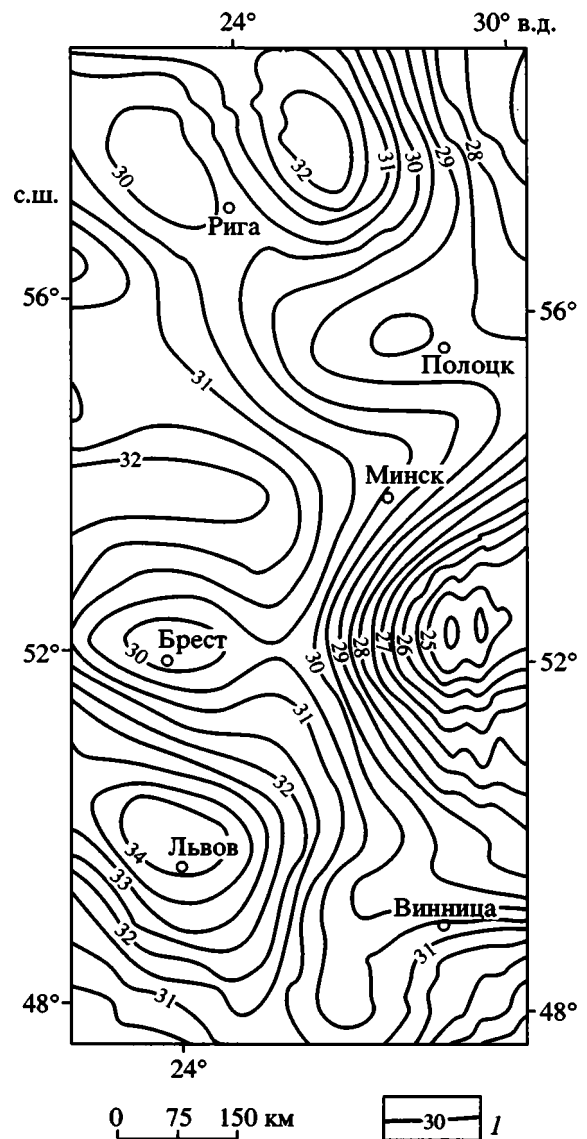 24° 30° в.д.
30 32 31 30 29 28
с.ш.
Рига
56° 56°
Полоцк
31
32
Минск
Брест
52° 30 30 29 28 27 26 25 52°
31
32
34 Львов
33
Винница
32 31
31
48° 48°
24°
0 75 150 км 30 1